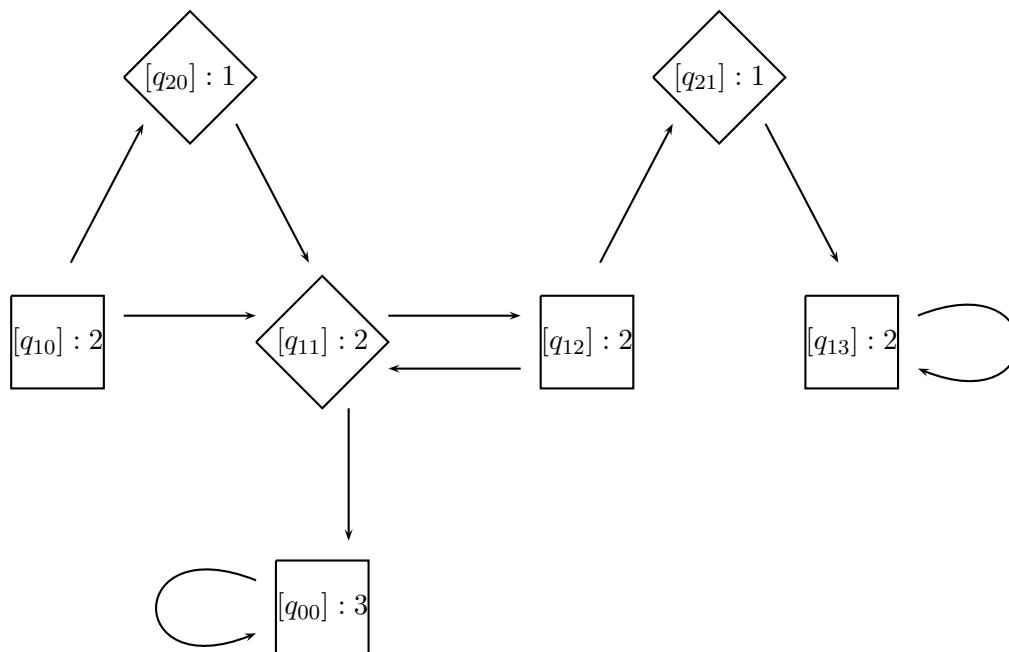 [q₂₀] : 1
[q₂₁] : 1
[q₁₀] : 2
[q₁₁] : 2
[q₁₂] : 2
[q₁₃] : 2
[q₀₀] : 3